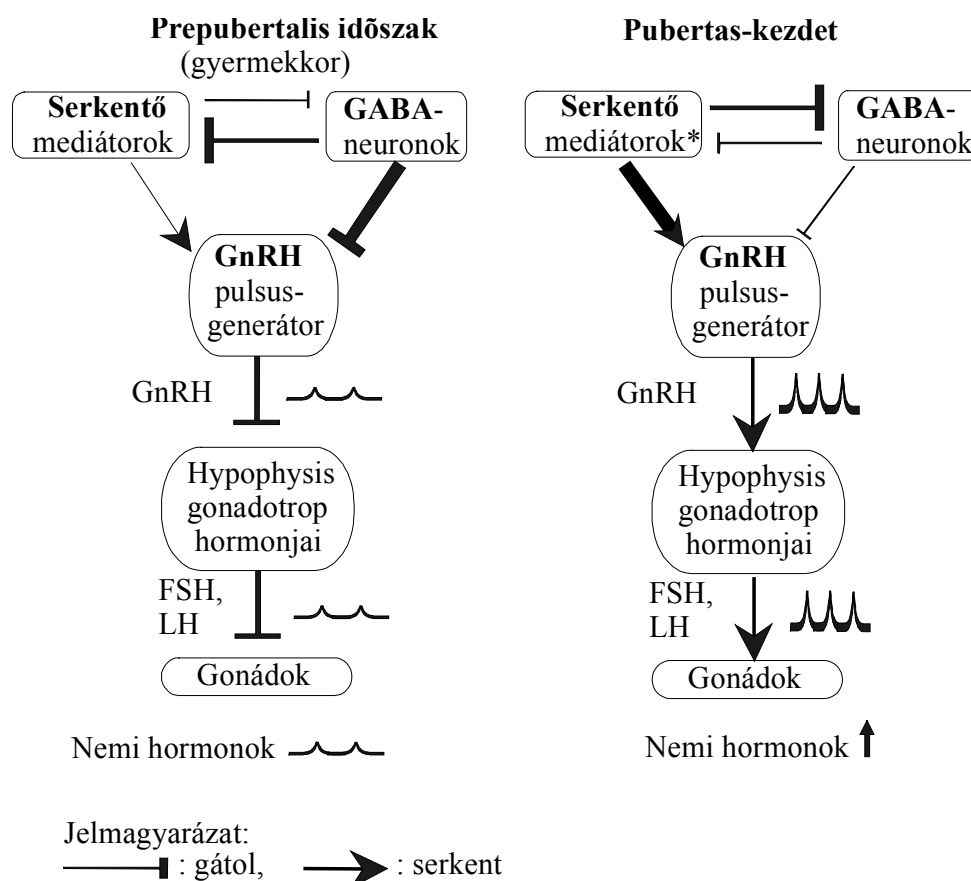 Prepubertalis idõszak
(gyermekkor)
Serkentő
mediátorok
GABA-
neuronok
GnRH
pulsus-
generátor
GnRH
Hypophysis
gonadotrop
hormonjai
FSH,
LH
Gonádok
Nemi hormonok
Pubertas-kezdet
Serkentő
mediátorok*
GABA-
neuronok
GnRH
pulsus-
generátor
GnRH
Hypophysis
gonadotrop
hormonjai
FSH,
LH
Gonádok
Nemi hormonok
Jelmagyarázat:
: gátol, : serkent